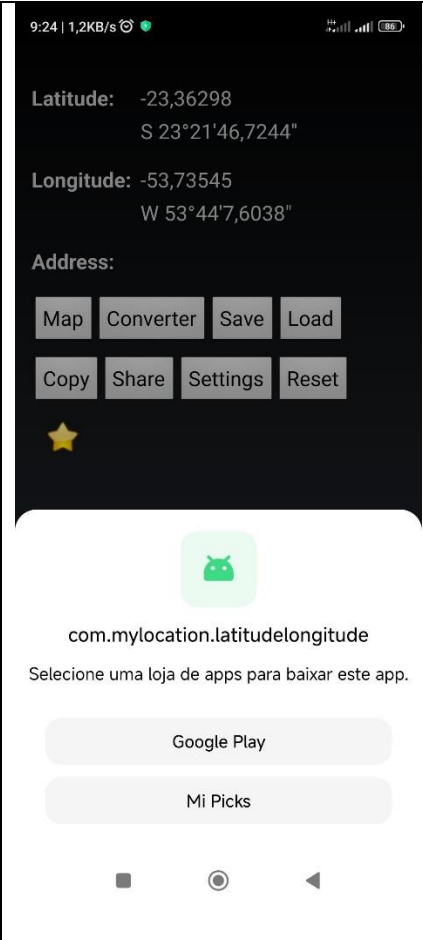 9:24 | 1,2KB/s
H+
86
Latitude: -23,36298
S 23°21'46,7244"
Longitude: -53,73545
W 53°44'7,6038"
Address:
Map Converter Save Load
Copy Share Settings Reset
com.mylocation.latitudelongitude
Selecione uma loja de apps para baixar este app.
Google Play
Mi Picks